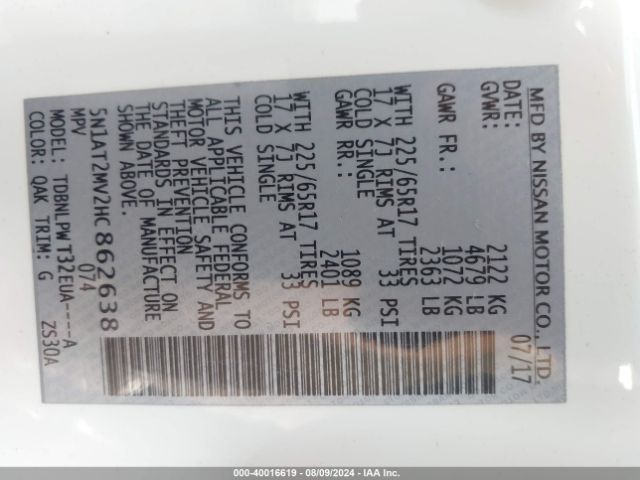 MFD BY NISSAN MOTOR CO., LTD.
DATE: 07/17
GVWR: 2122 KG
4679 LB
GAWR FR.: 1072 KG
2363 LB
WITH 225/65R17 TIRES
17 X 7J RIMS AT 33 PSI
COLD SINGLE
GAWR RR.: 1089 KG
2401 LB
WITH 225/65R17 TIRES
17 X 7J RIMS AT 33 PSI
COLD SINGLE
THIS VEHICLE CONFORMS TO
ALL APPLICABLE FEDERAL
MOTOR VEHICLE SAFETY AND
THEFT PREVENTION
STANDARDS IN EFFECT ON
THE DATE OF MANUFACTURE
SHOWN ABOVE.
5N1AT2MV2HC862638
MPV 074
MODEL: TDBNLPWT32EUA----A
COLOR: QAK TRIM: G ZS30A
000-40016619 - 08/09/2024 - IAA Inc.